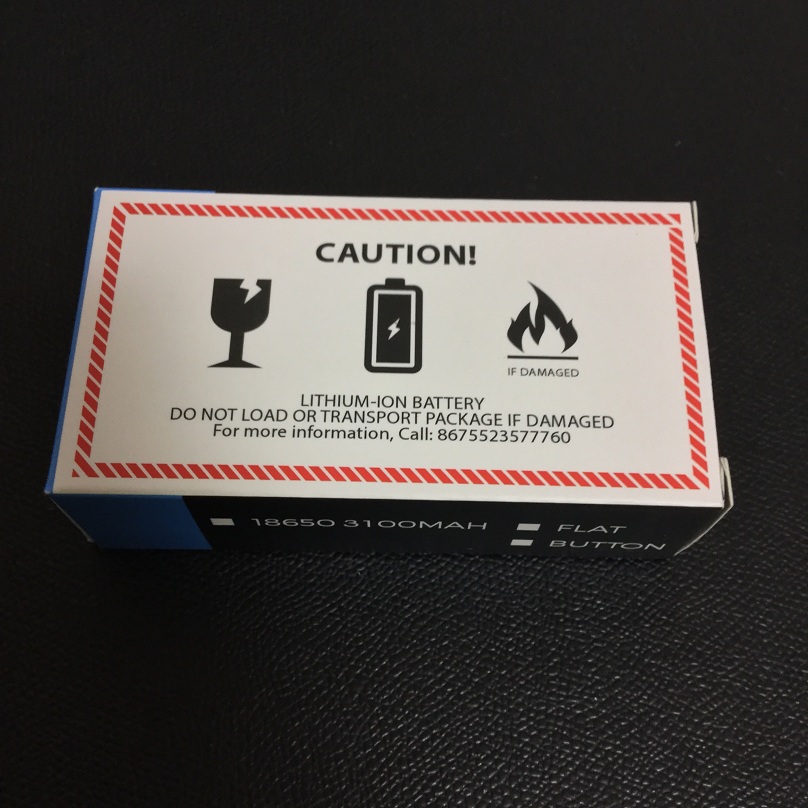 CAUTION!
IF DAMAGED
LITHIUM-ION BATTERY
DO NOT LOAD OR TRANSPORT PACKAGE IF DAMAGED
For more information, Call: 8675523577760
18650 3100MAH
FLAT
BUTTON